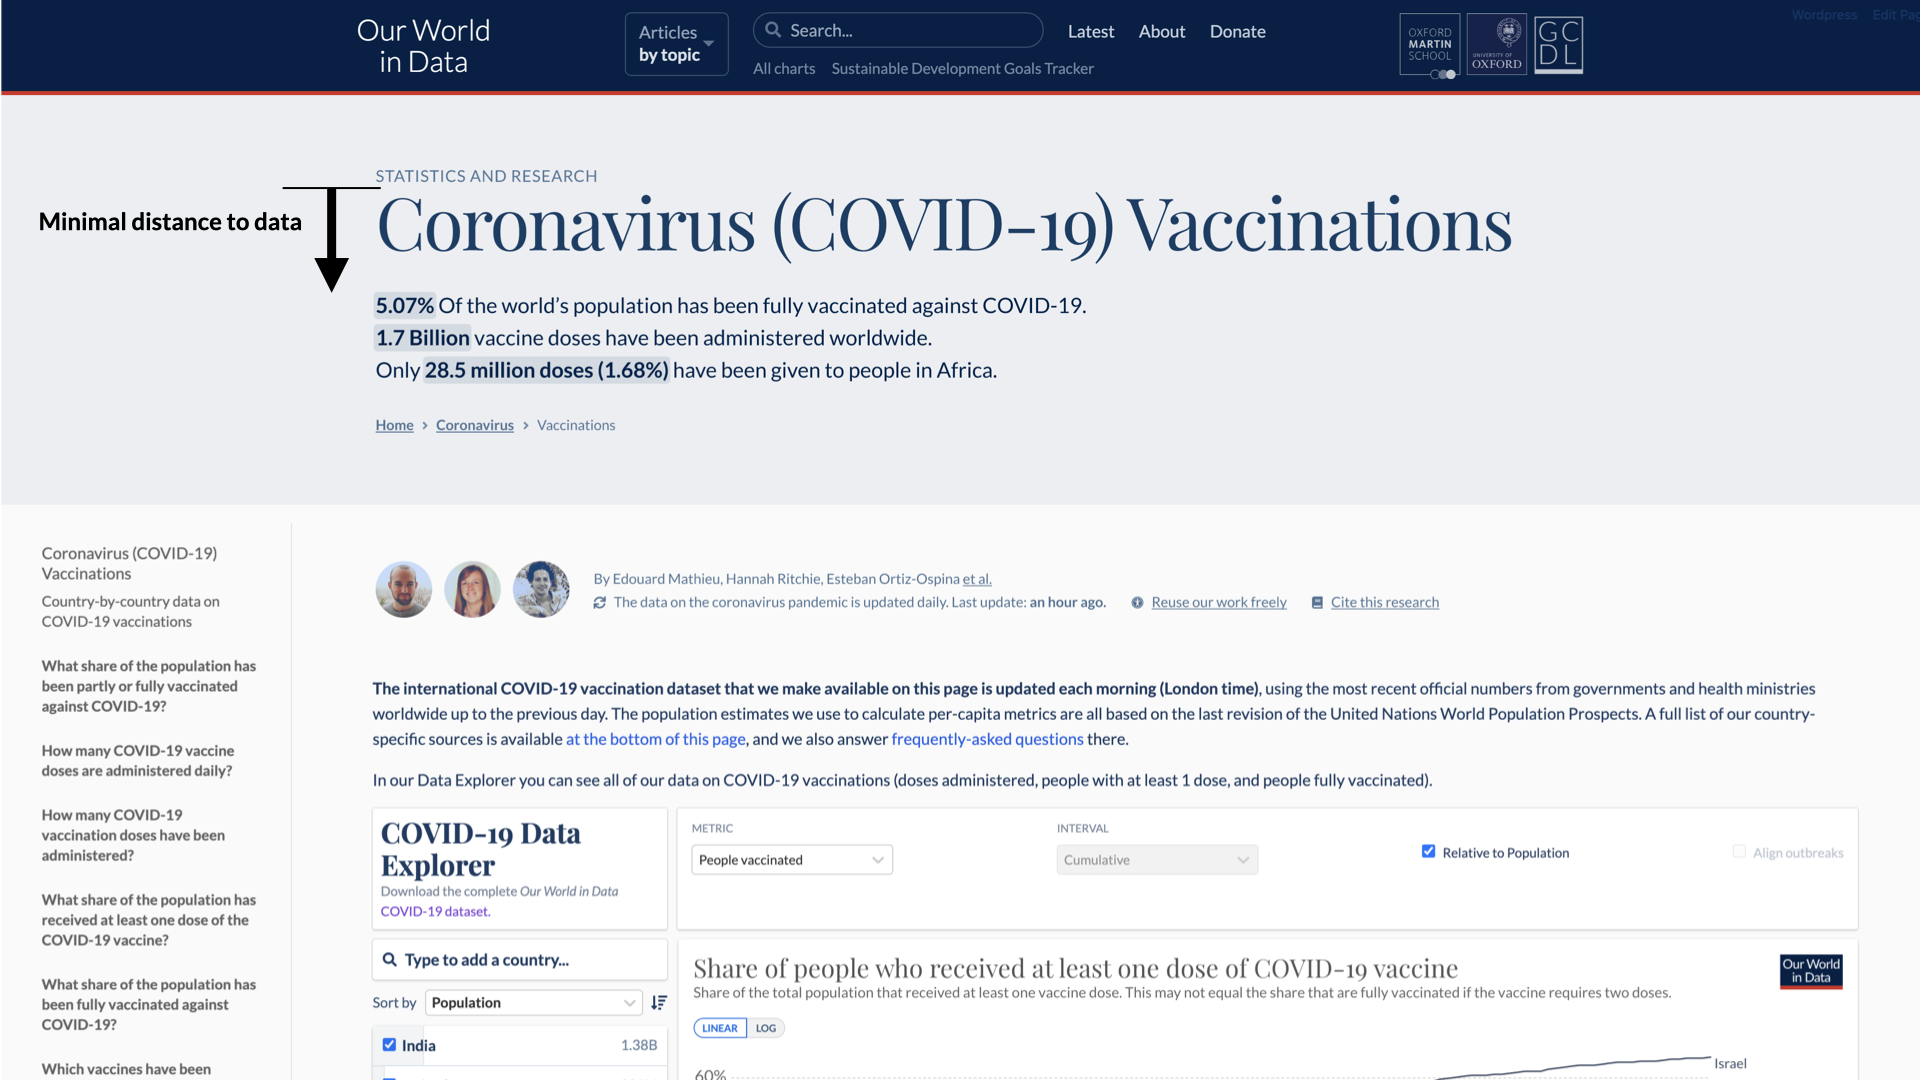 Wordpress Edit Pag
Our World
in Data
Articles
by topic
Search...
Latest About Donate
All charts Sustainable Development Goals Tracker
OXFORD
MARTIN
SCHOOL
UNIVERSITY OF
OXFORD
GC
DL
STATISTICS AND RESEARCH
Minimal distance to data
Coronavirus (COVID-19) Vaccinations
5.07% Of the world's population has been fully vaccinated against COVID-19.
1.7 Billion vaccine doses have been administered worldwide.
Only 28.5 million doses (1.68%) have been given to people in Africa.
Home > Coronavirus > Vaccinations
Coronavirus (COVID-19)
Vaccinations
Country-by-country data on
COVID-19 vaccinations
What share of the population has
been partly or fully vaccinated
against COVID-19?
How many COVID-19 vaccine
doses are administered daily?
How many COVID-19
vaccination doses have been
administered?
What share of the population has
received at least one dose of the
COVID-19 vaccine?
What share of the population has
been fully vaccinated against
COVID-19?
Which vaccines have been
By Edouard Mathieu, Hannah Ritchie, Esteban Ortiz-Ospina et al.
The data on the coronavirus pandemic is updated daily. Last update: an hour ago. Reuse our work freely Cite this research
The international COVID-19 vaccination dataset that we make available on this page is updated each morning (London time), using the most recent official numbers from governments and health ministries
worldwide up to the previous day. The population estimates we use to calculate per-capita metrics are all based on the last revision of the United Nations World Population Prospects. A full list of our country-
specific sources is available at the bottom of this page, and we also answer frequently-asked questions there.
In our Data Explorer you can see all of our data on COVID-19 vaccinations (doses administered, people with at least 1 dose, and people fully vaccinated).
COVID-19 Data
Explorer
Download the complete Our World in Data
COVID-19 dataset.
METRIC
People vaccinated
INTERVAL
Cumulative
Relative to Population
Align outbreaks
Type to add a country...
Sort by Population
India 1.38B
Share of people who received at least one dose of COVID-19 vaccine
Share of the total population that received at least one vaccine dose. This may not equal the share that are fully vaccinated if the vaccine requires two doses.
Our World
in Data
LINEAR LOG
Israel
60%